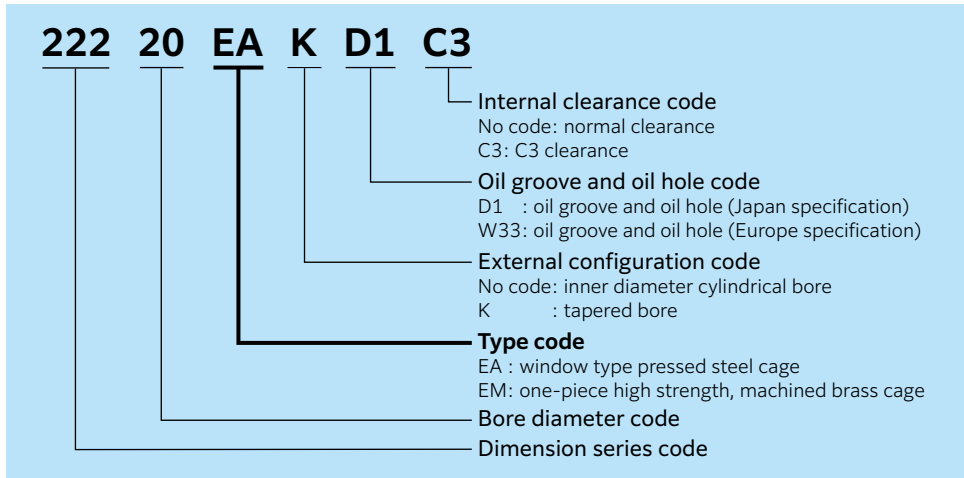 222 20 EA K D1 C3
Internal clearance code
No code: normal clearance
C3: C3 clearance
Oil groove and oil hole code
D1 : oil groove and oil hole (Japan specification)
W33: oil groove and oil hole (Europe specification)
External configuration code
No code: inner diameter cylindrical bore
K : tapered bore
Type code
EA : window type pressed steel cage
EM: one-piece high strength, machined brass cage
Bore diameter code
Dimension series code